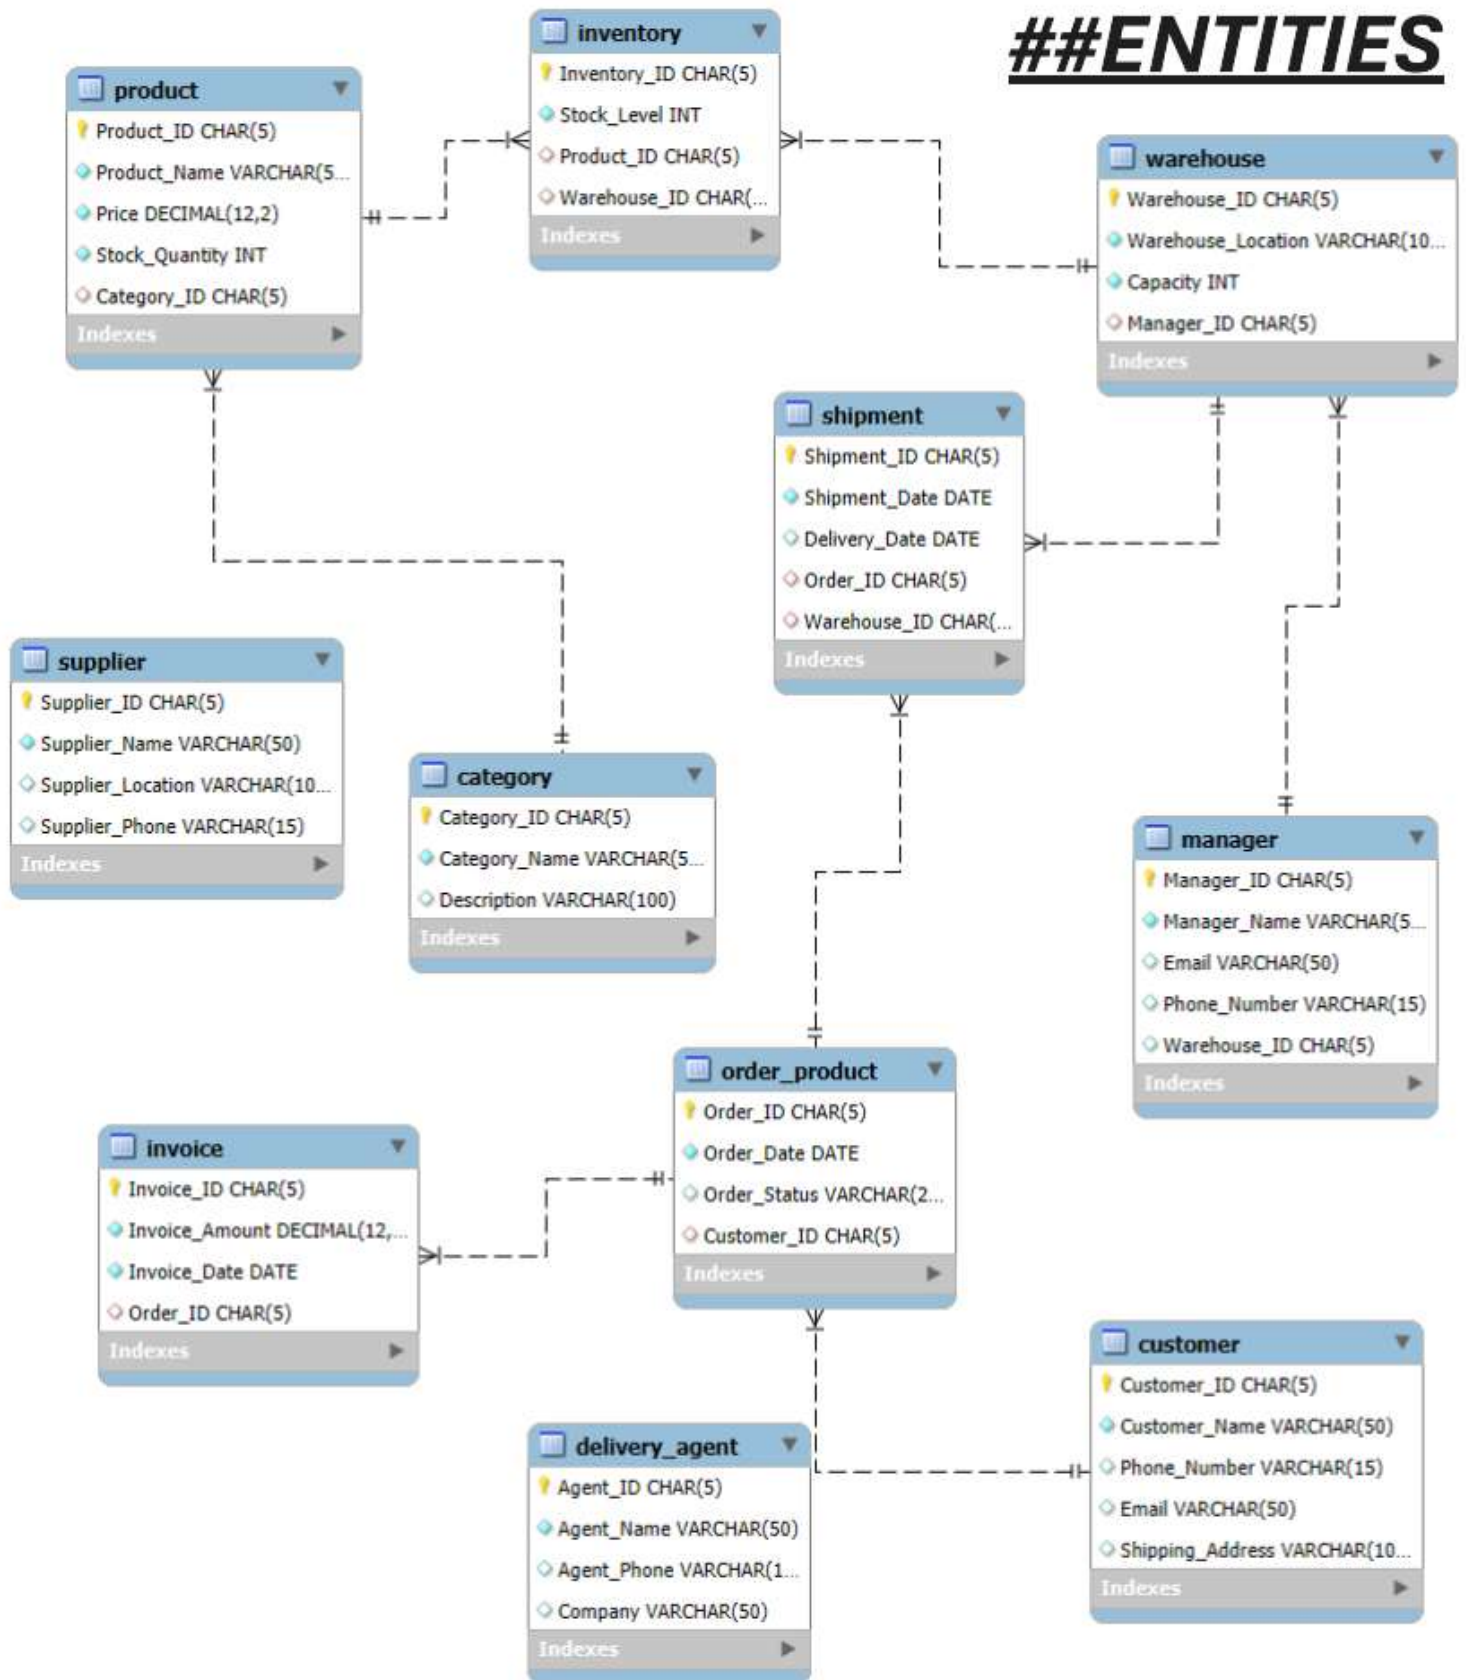 ##ENTITIES
inventory
Inventory_ID CHAR(5)
Stock_Level INT
Product_ID CHAR(5)
Warehouse_ID CHAR(...
Indexes
product
Product_ID CHAR(5)
Product_Name VARCHAR(5...
Price DECIMAL(12,2)
Stock_Quantity INT
Category_ID CHAR(5)
Indexes
warehouse
Warehouse_ID CHAR(5)
Warehouse_Location VARCHAR(10...
Capacity INT
Manager_ID CHAR(5)
Indexes
shipment
Shipment_ID CHAR(5)
Shipment_Date DATE
Delivery_Date DATE
Order_ID CHAR(5)
Warehouse_ID CHAR(...
Indexes
supplier
Supplier_ID CHAR(5)
Supplier_Name VARCHAR(50)
Supplier_Location VARCHAR(10...
Supplier_Phone VARCHAR(15)
Indexes
category
Category_ID CHAR(5)
Category_Name VARCHAR(5...
Description VARCHAR(100)
Indexes
manager
Manager_ID CHAR(5)
Manager_Name VARCHAR(5...
Email VARCHAR(50)
Phone_Number VARCHAR(15)
Warehouse_ID CHAR(5)
Indexes
order_product
Order_ID CHAR(5)
Order_Date DATE
Order_Status VARCHAR(2...
Customer_ID CHAR(5)
Indexes
invoice
Invoice_ID CHAR(5)
Invoice_Amount DECIMAL(12,...
Invoice_Date DATE
Order_ID CHAR(5)
Indexes
customer
Customer_ID CHAR(5)
Customer_Name VARCHAR(50)
Phone_Number VARCHAR(15)
Email VARCHAR(50)
Shipping_Address VARCHAR(10...
Indexes
delivery_agent
Agent_ID CHAR(5)
Agent_Name VARCHAR(50)
Agent_Phone VARCHAR(1...
Company VARCHAR(50)
Indexes